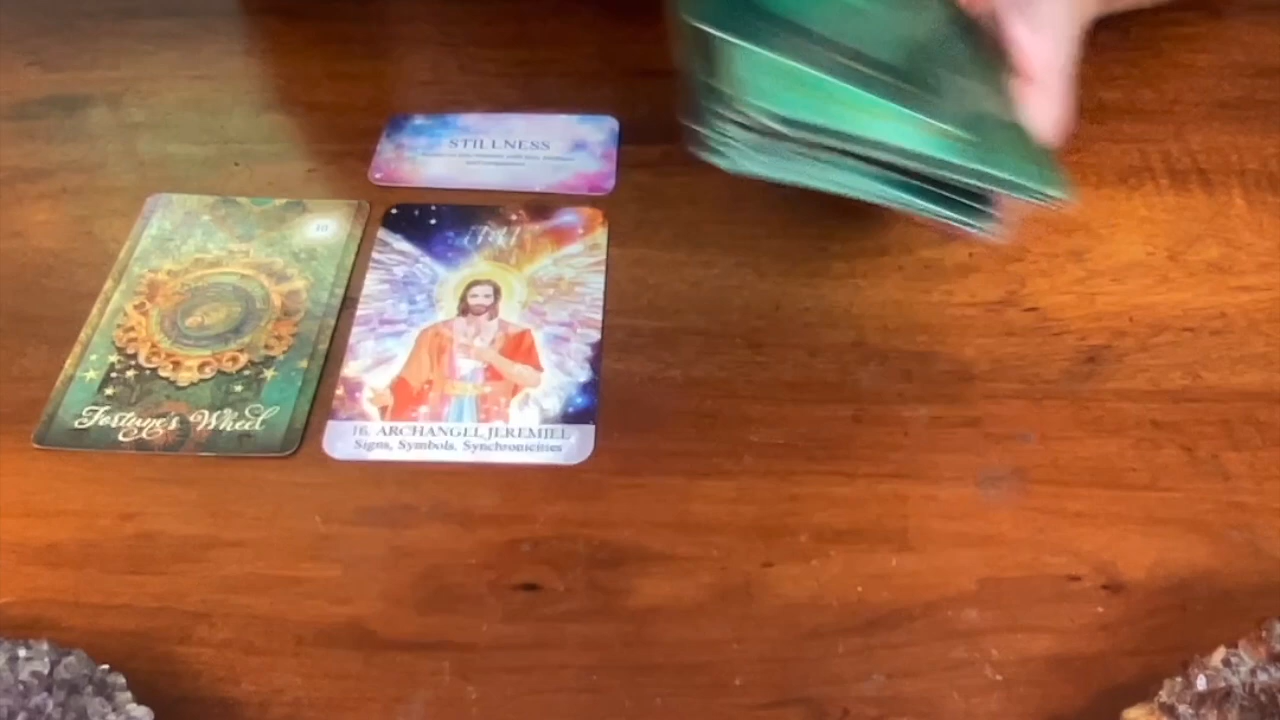 STILLNESS
10
Fortune's Wheel
16. ARCHANGEL JEREMIEL
Signs, Symbols, Synchronicities